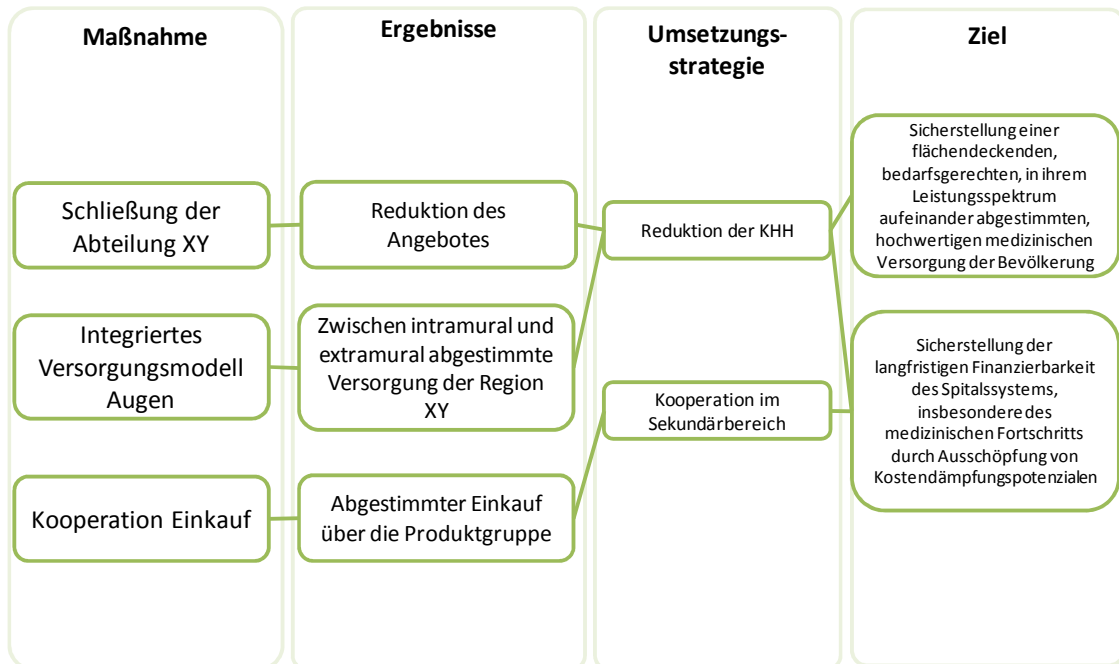 Maßnahme
Ergebnisse
Umsetzungs-
strategie
Ziel
Schließung der
Abteilung XY
Reduktion des
Angebotes
Reduktion der KHH
Sicherstellung einer
flächendeckenden,
bedarfsgerechten, in ihrem
Leistungsspektrum
aufeinander abgestimmten,
hochwertigen medizinischen
Versorgung der Bevölkerung
Integriertes
Versorgungsmodell
Augen
Zwischen intramural und
extramural abgestimmte
Versorgung der Region
XY
Kooperation im
Sekundärbereich
Sicherstellung der
langfristigen Finanzierbarkeit
des Spitalssystems,
insbesondere des
medizinischen Fortschritts
durch Ausschöpfung von
Kostendämpfungspotenzialen
Kooperation Einkauf
Abgestimmter Einkauf
über die Produktgruppe